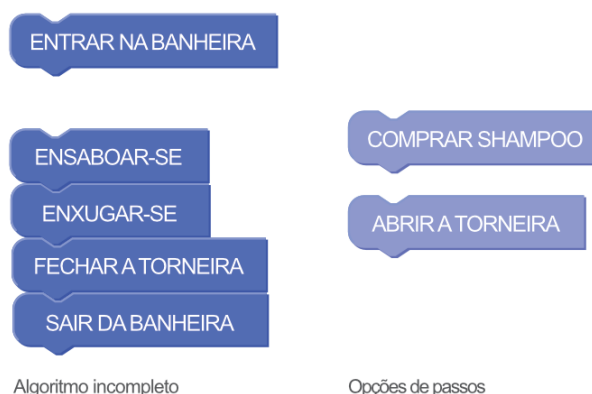 ENTRAR NA BANHEIRA
ENSABOAR-SE
ENXUGAR-SE
FECHAR A TORNEIRA
SAIR DA BANHEIRA
Algoritmo incompleto
COMPRAR SHAMPOO
ABRIR A TORNEIRA
Opções de passos